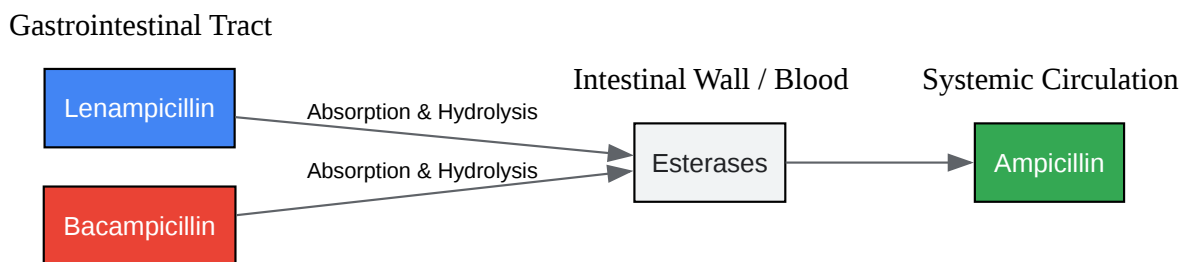 Gastrointestinal Tract
Lenampicillin
Absorption & Hydrolysis
Intestinal Wall / Blood
Systemic Circulation
Absorption & Hydrolysis
Esterases
Ampicillin
Bacampicillin